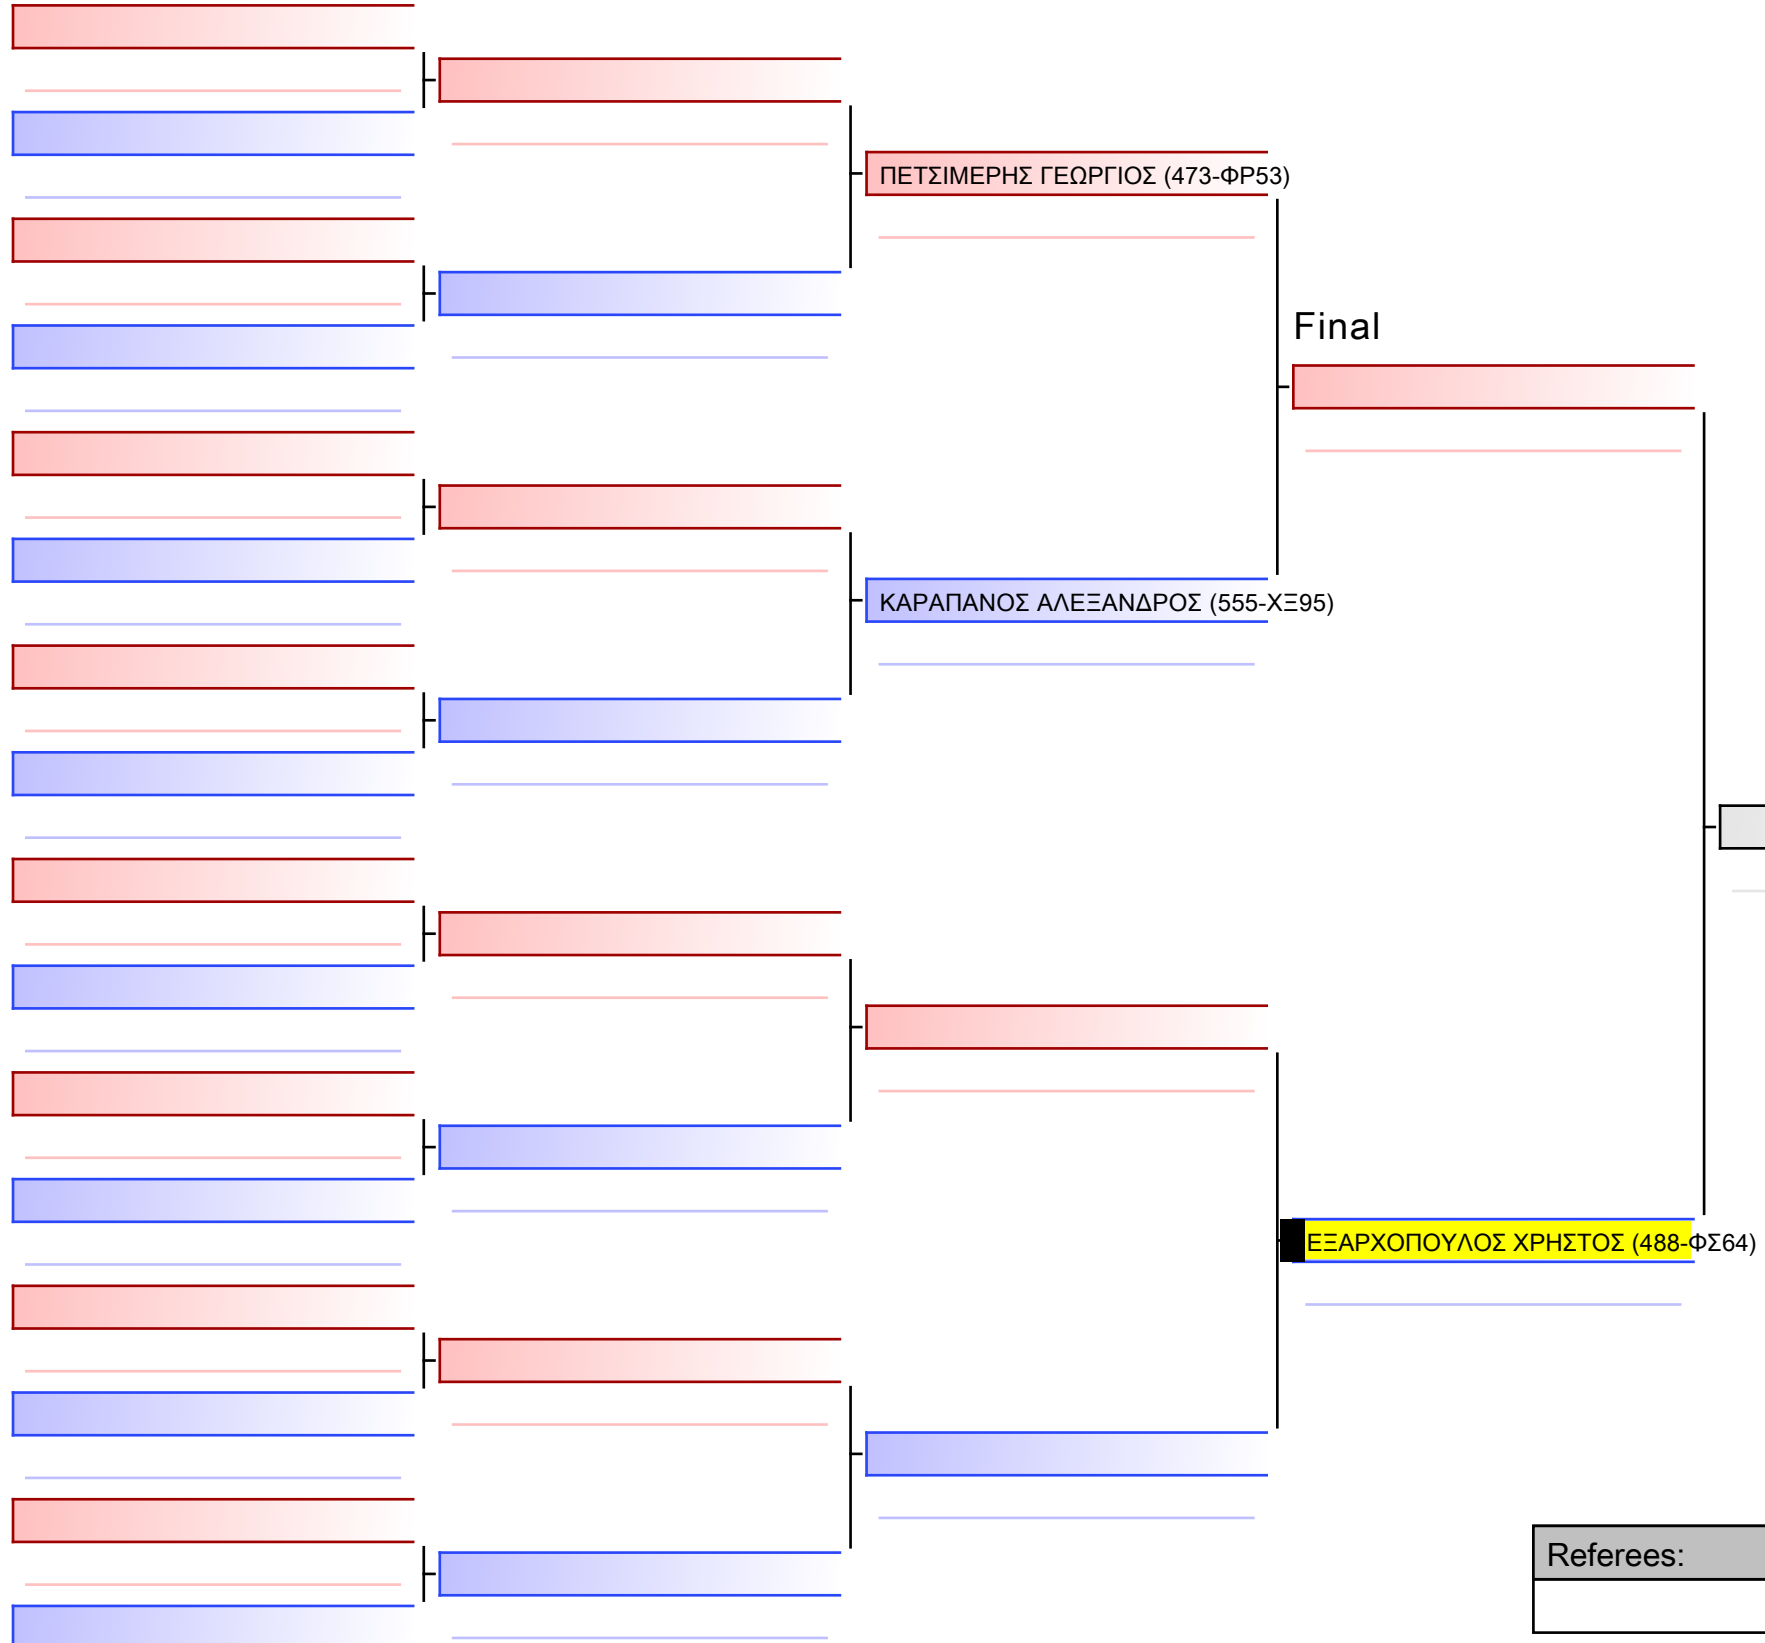 ΠΕΤΣΙΜΕΡΗΣ ΓΕΩΡΓΙΟΣ (473-ΦΡ53)
Final
ΚΑΡΑΠΑΝΟΣ ΑΛΕΞΑΝΔΡΟΣ (555-ΧΞ95)
ΕΞΑΡΧΟΠΟΥΛΟΣ ΧΡΗΣΤΟΣ (488-ΦΣ64)
Referees: